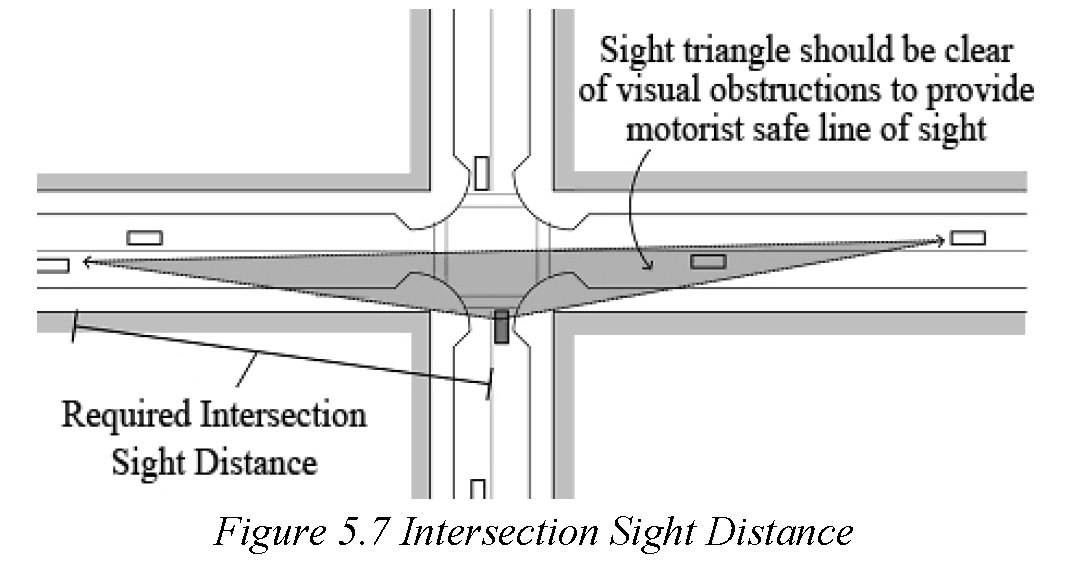 Sight triangle should be clear
of visual obstructions to provide
motorist safe line of sight
Required Intersection
Sight Distance
Figure 5.7 Intersection Sight Distance